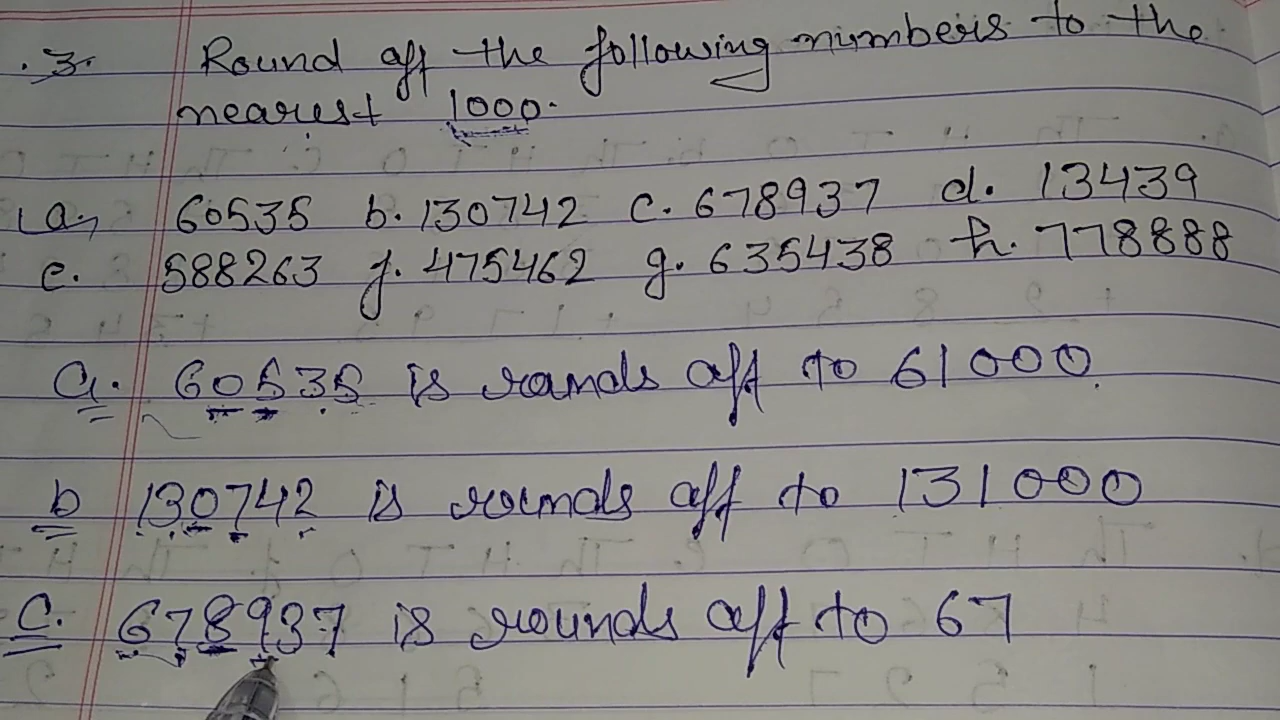 3. Round off the following numbers to the
nearest 1000.
a, 60535 b. 130742 c. 678937 d. 13439
e. 588263 f. 475462 g. 635438 h. 778888
a. 60535 is rounds off to 61000.
b 130742 is rounds off to 131000
C. 678937 is rounds off to 67